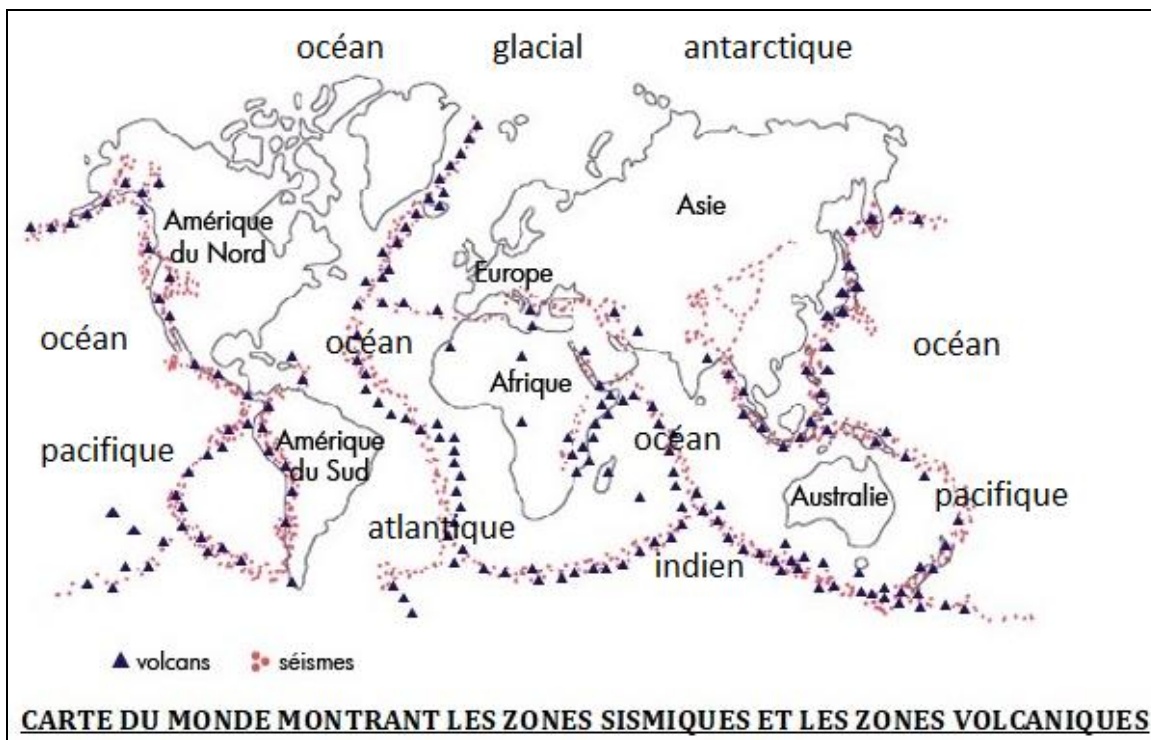 océan glacial antarctique
Amérique
du Nord
Asie
Europe
océan
océan
océan
Afrique
pacifique
Amérique
du Sud
océan
Australie
pacifique
atlantique
indien
volcans séismes
CARTE DU MONDE MONTRANT LES ZONES SISMIQUES ET LES ZONES VOLCANIQUES